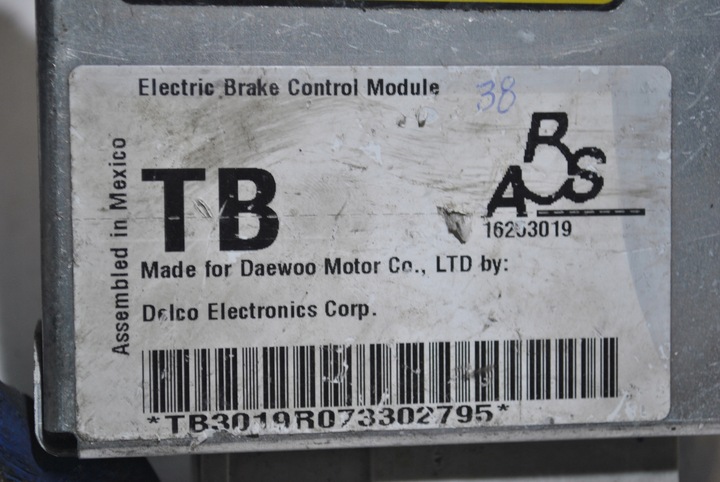 Electric Brake Control Module
38
ABS
TB
16203019
Made for Daewoo Motor Co., LTD by:
Delco Electronics Corp.
Assembled in Mexico
*TB3019R073302795*